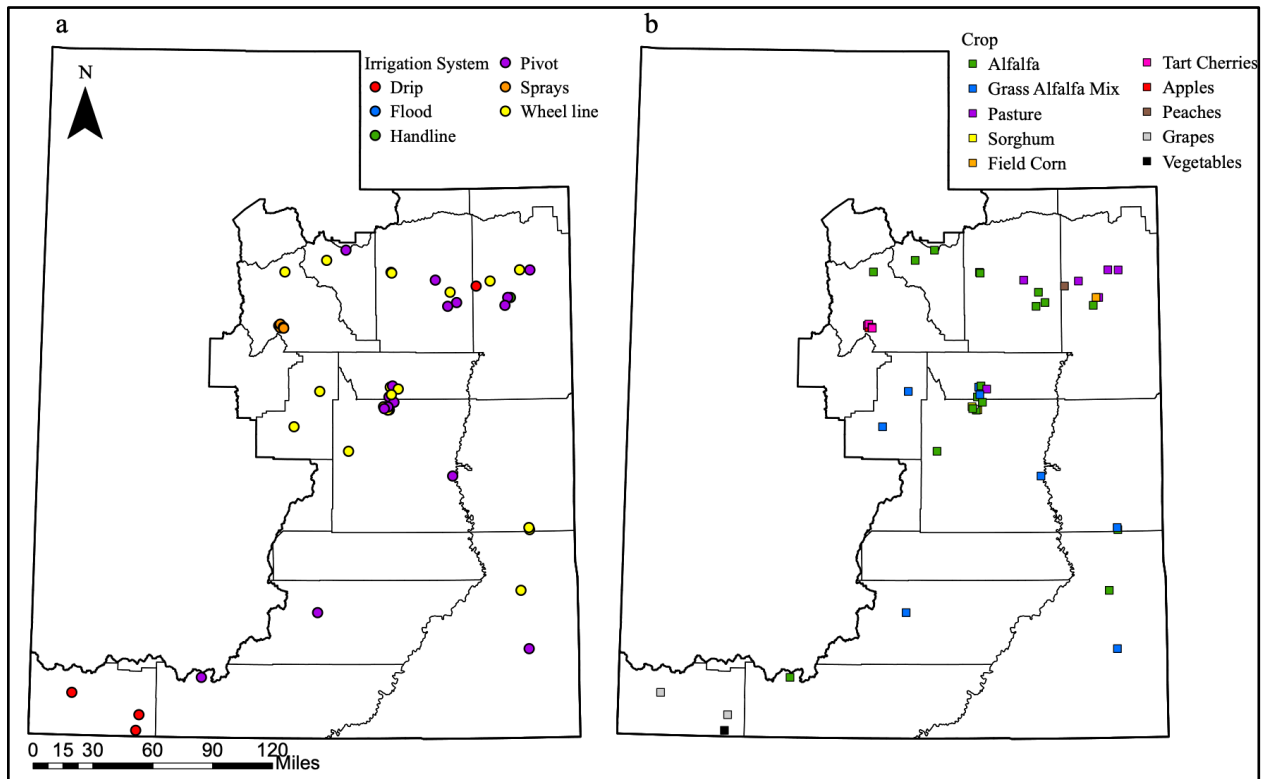 a
N
Irrigation System
Drip
Flood
Handline
Pivot
Sprays
Wheel line
0 15 30 60 90 120
Miles
b
Crop
Alfalfa
Grass Alfalfa Mix
Pasture
Sorghum
Field Corn
Tart Cherries
Apples
Peaches
Grapes
Vegetables